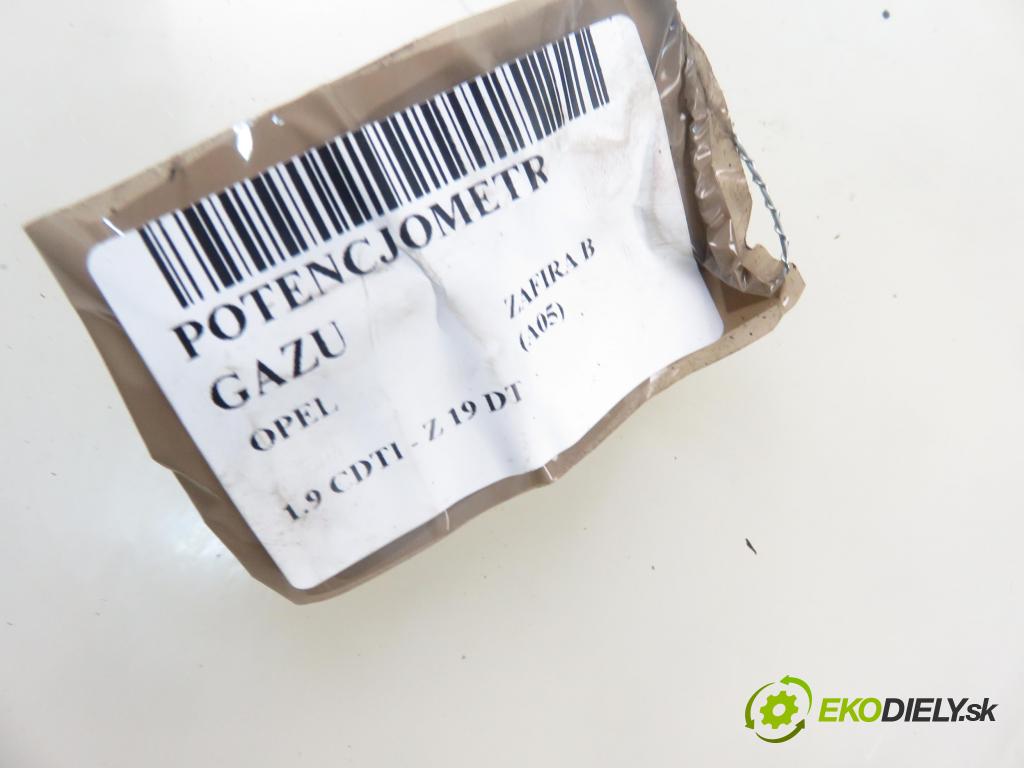 POTENCJOMETR
GAZU
OPEL
ZAFIRA B
(A05)
1.9 CDTI - Z 19 DT
EKODIELY.sk